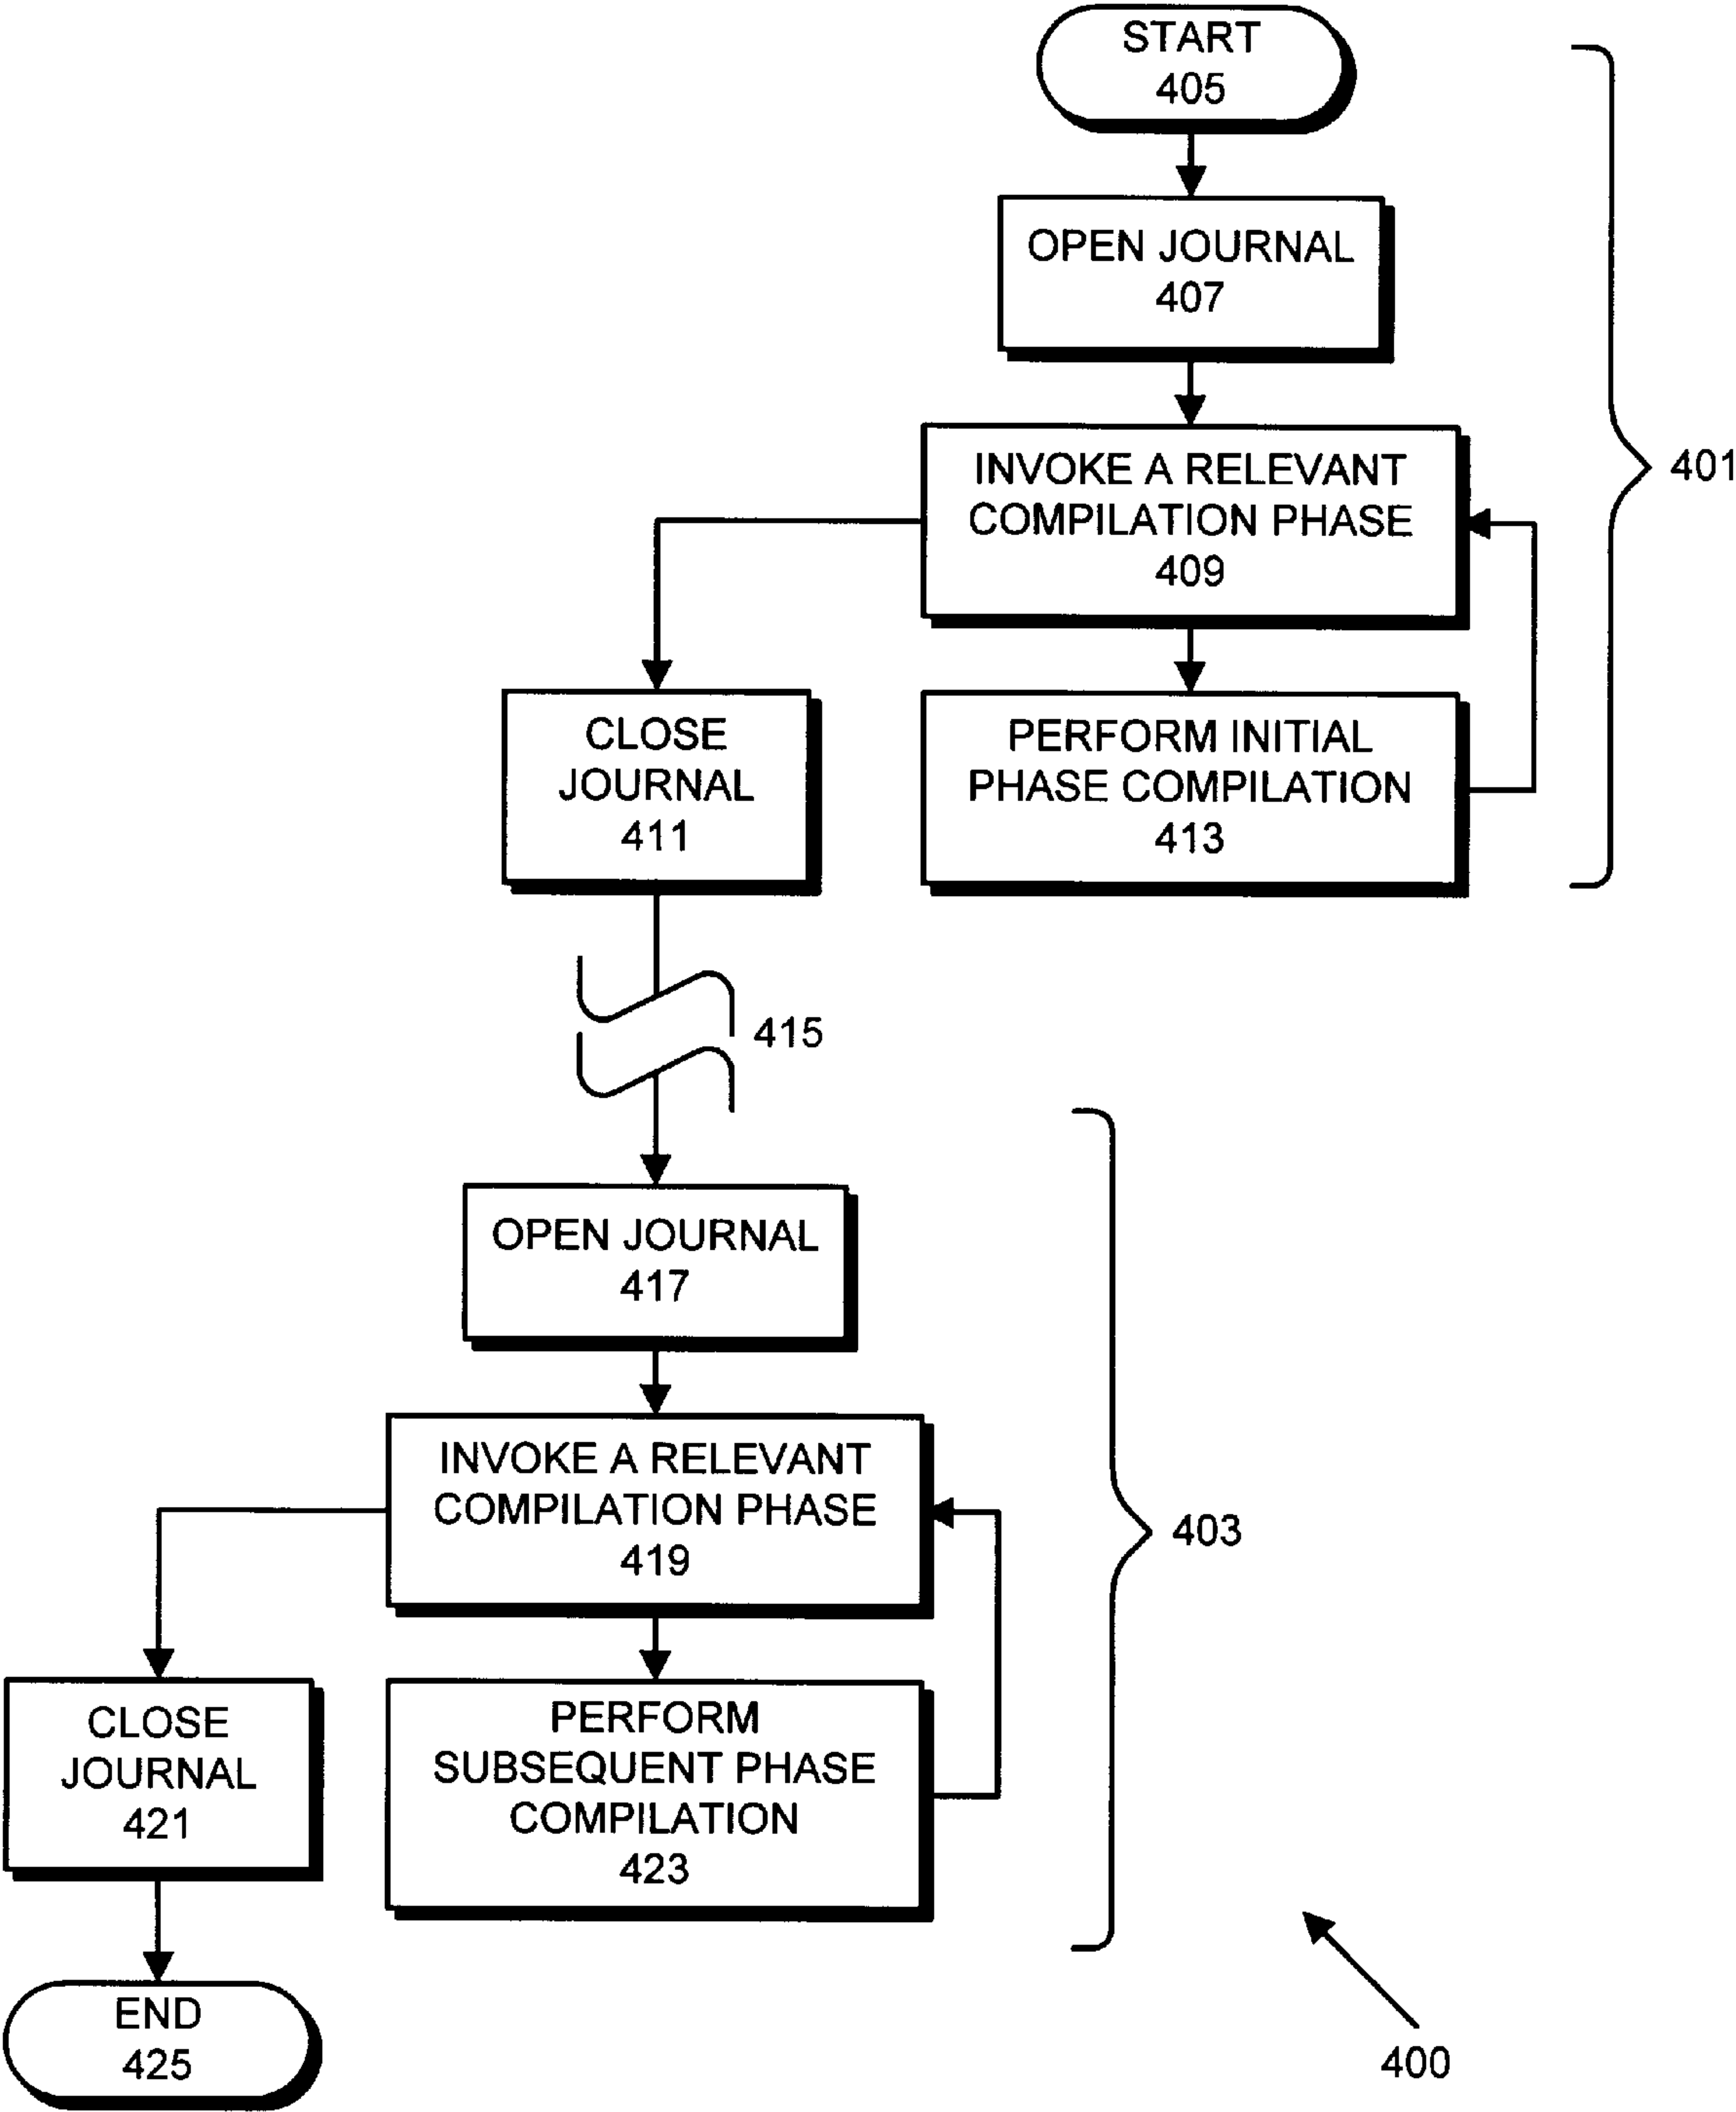 START
405
OPEN JOURNAL
407
INVOKE A RELEVANT
COMPILATION PHASE
409
401
CLOSE
JOURNAL
411
PERFORM INITIAL
PHASE COMPILATION
413
415
OPEN JOURNAL
417
INVOKE A RELEVANT
COMPILATION PHASE
419
403
CLOSE
JOURNAL
421
PERFORM
SUBSEQUENT PHASE
COMPILATION
423
END
425
400